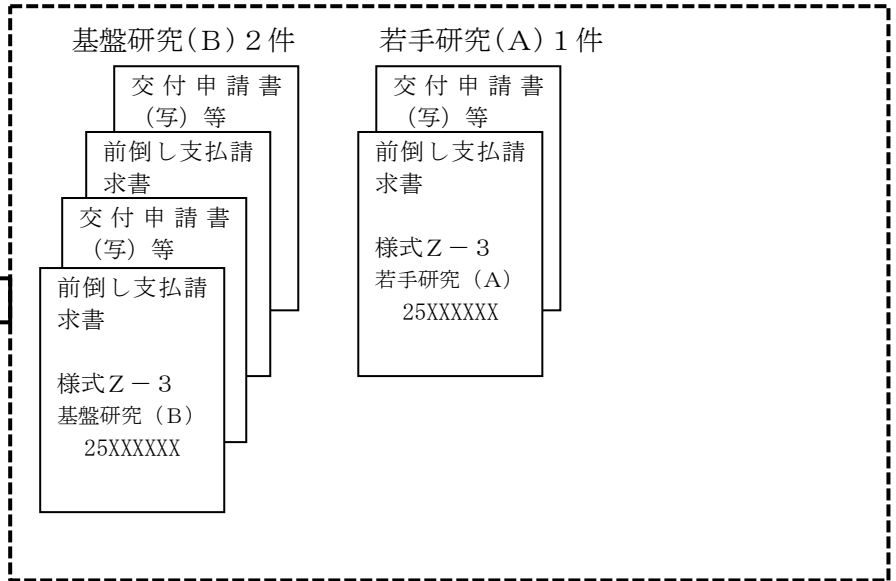 基盤研究(B)2件
交付申請書
(写)等
前倒し支払請
求書
交付申請書
(写)等
前倒し支払請
求書
様式Z-3
基盤研究(B)
25XXXXXX
若手研究(A)1件
交付申請書
(写)等
前倒し支払請
求書
様式Z-3
若手研究(A)
25XXXXXX